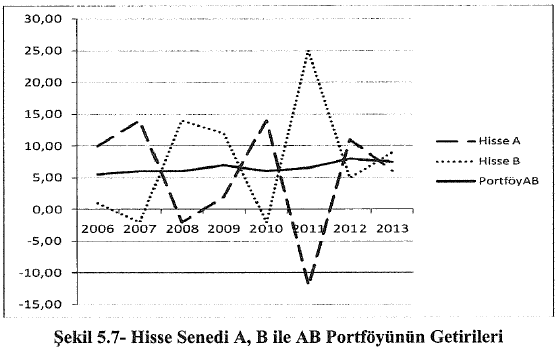 30,00
25,00
20,00
15,00
10,00
5,00
0,00
-5,00
-10,00
-15,00
2006 2007 2008 2009 2010 2011 2012 2013
Hisse A
Hisse B
PortföyAB
Şekil 5.7- Hisse Senedi A, B ile AB Portföyünün Getirileri